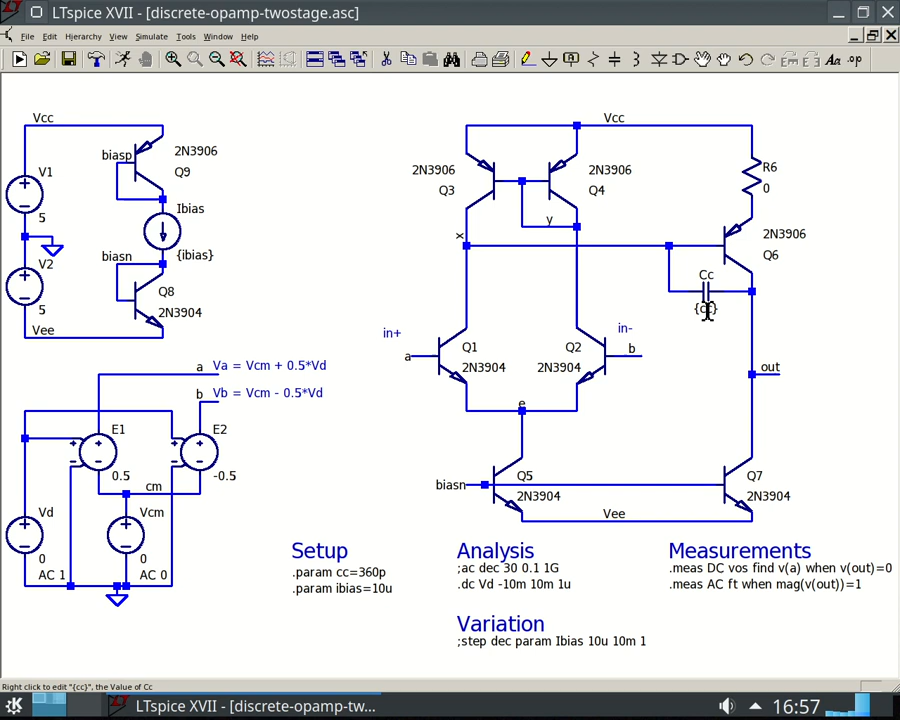 LTspice XVII - [discrete-opamp-twostage.asc]
File Edit Hierarchy View Simulate Tools Window Help
Vcc
biasp
2N3906
Q9
V1
5
Ibias
{ibias}
biasn
V2
5
Q8
2N3904
Vee
a Va = Vcm + 0.5*Vd
b Vb = Vcm - 0.5*Vd
E1
0.5
E2
-0.5
cm
Vd
0
AC 1
Vcm
0
AC 0
Vcc
2N3906
Q3
2N3906
Q4
R6
0
y
x
2N3906
Q6
Cc
in+
a
Q1
2N3904
in-
b
Q2
2N3904
out
e
biasn
Q5
2N3904
Q7
2N3904
Vee
Setup
.param cc=360p
.param ibias=10u
Analysis
;ac dec 30 0.1 1G
.dc Vd -10m 10m 1u
Measurements
.meas DC vos find v(a) when v(out)=0
.meas AC ft when mag(v(out))=1
Variation
;step dec param Ibias 10u 10m 1
Right click to edit "{cc}", the Value of Cc
LTspice XVII - [discrete-opamp-tw...
16:57